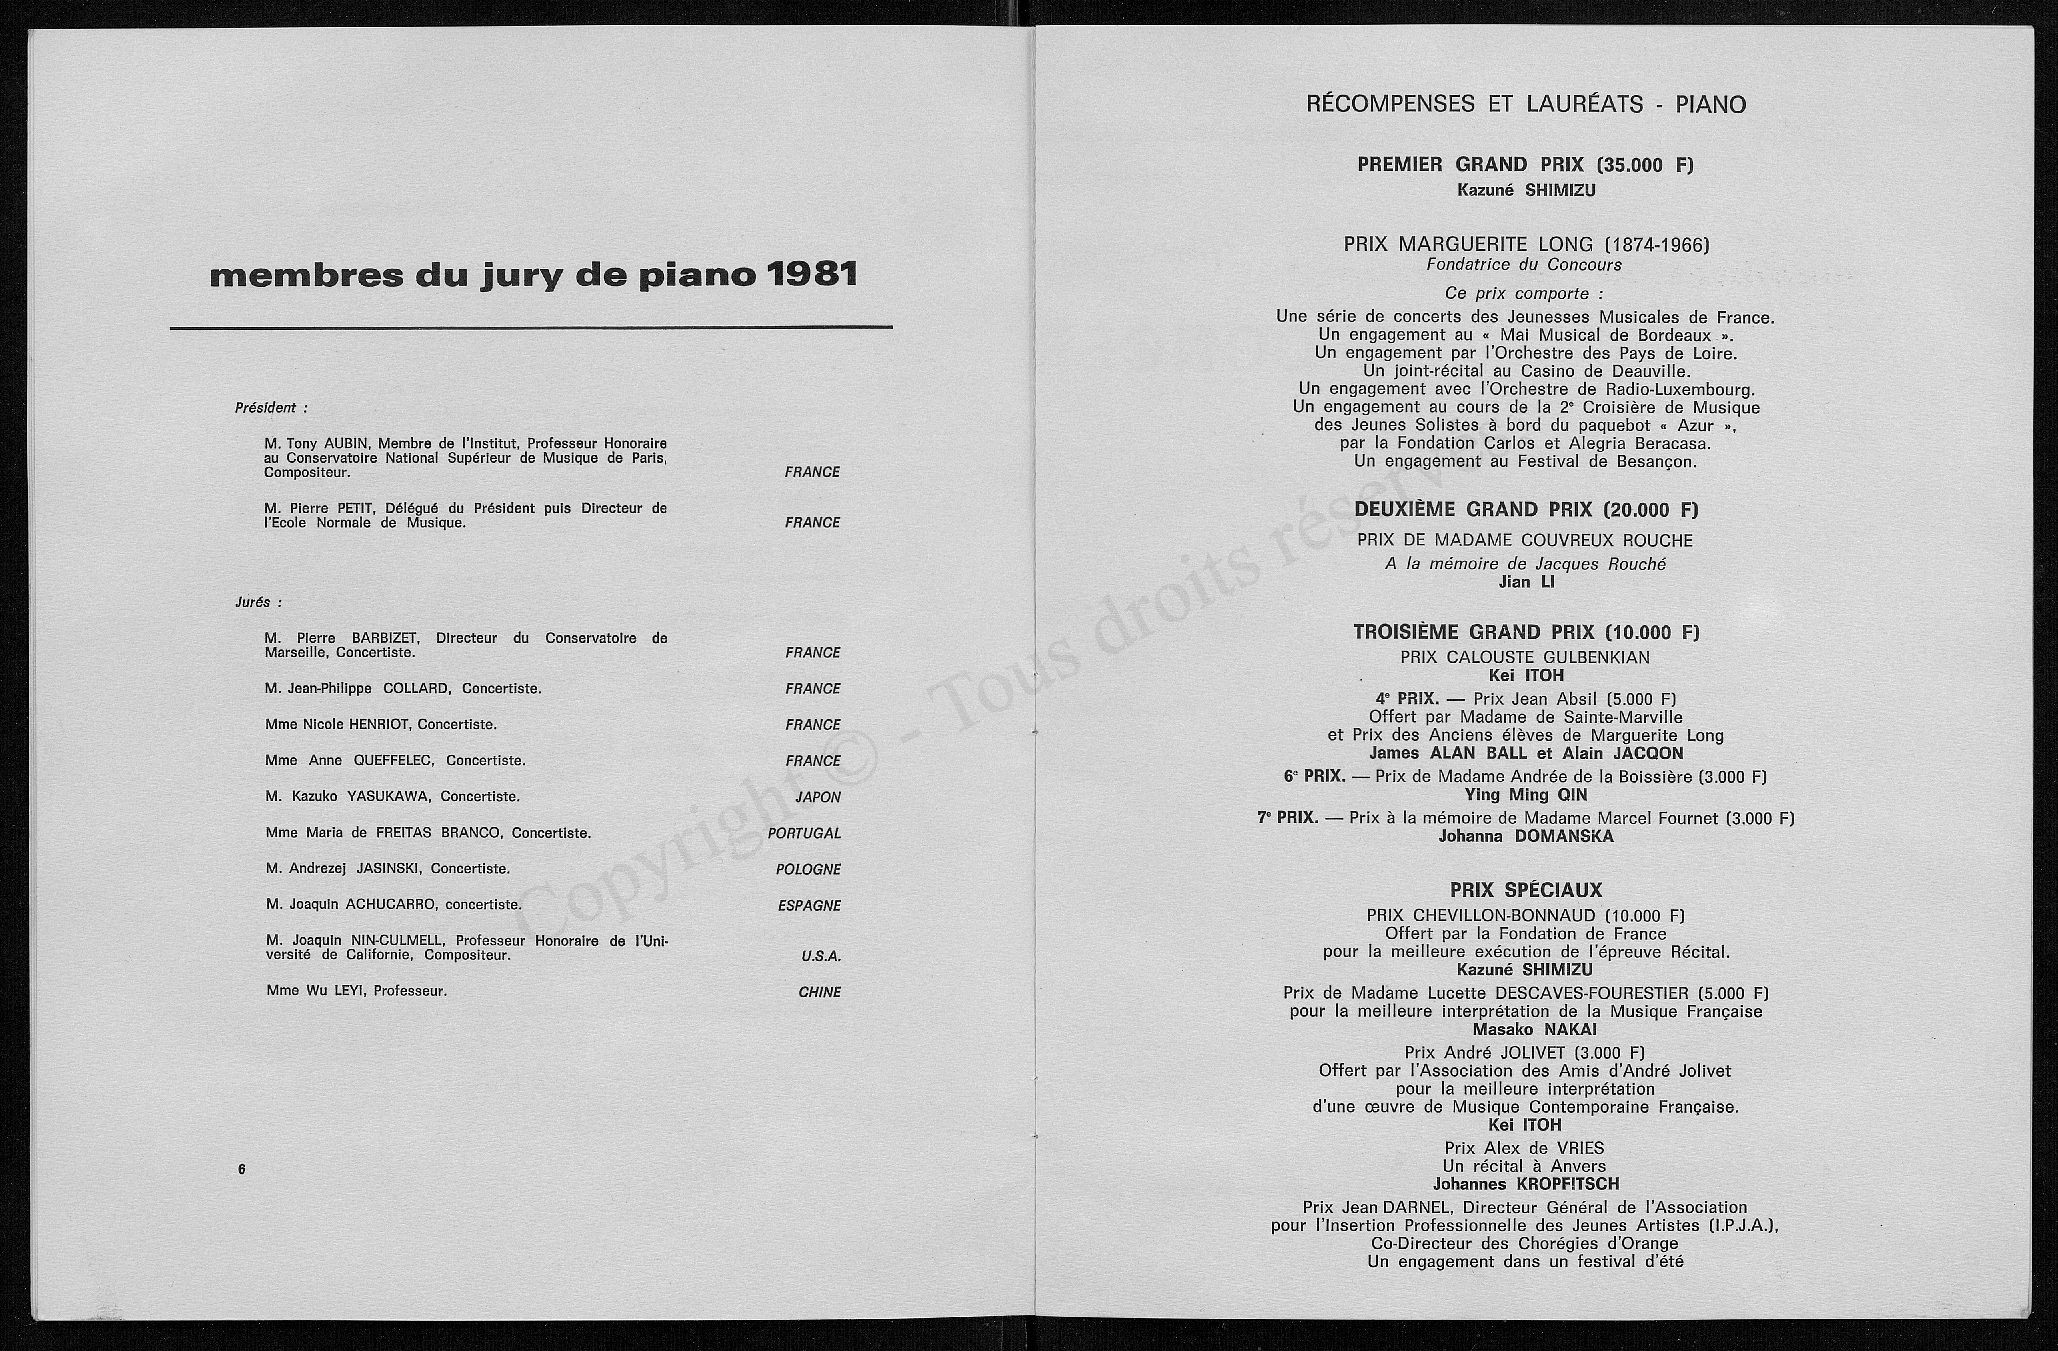 membres du jury de piano 1981
Président :
M. Tony AUBIN, Membre de l'Institut, Professeur Honoraire
au Conservatoire National Supérieur de Musique de Paris,
Compositeur. FRANCE
M. Pierre PETIT, Délégué du Président puis Directeur de
l'Ecole Normale de Musique. FRANCE
Jurés :
M. Pierre BARBIZET, Directeur du Conservatoire de
Marseille, Concertiste. FRANCE
M. Jean-Philippe COLLARD, Concertiste. FRANCE
Mme Nicole HENRIOT, Concertiste. FRANCE
Mme Anne QUEFFELEC, Concertiste. FRANCE
M. Kazuko YASUKAWA, Concertiste. JAPON
Mme Maria de FREITAS BRANCO, Concertiste. PORTUGAL
M. Andrezej JASINSKI, Concertiste. POLOGNE
M. Joaquin ACHUCARRO, concertiste. ESPAGNE
M. Joaquin NIN-CULMELL, Professeur Honoraire de l'Uni-
versité de Californie, Compositeur. U.S.A.
Mme Wu LEYI, Professeur. CHINE
6
RÉCOMPENSES ET LAURÉATS - PIANO
PREMIER GRAND PRIX (35.000 F)
Kazuné SHIMIZU
PRIX MARGUERITE LONG (1874-1966)
Fondatrice du Concours
Ce prix comporte :
Une série de concerts des Jeunesses Musicales de France.
Un engagement au « Mai Musical de Bordeaux ».
Un engagement par l'Orchestre des Pays de Loire.
Un joint-récital au Casino de Deauville.
Un engagement avec l'Orchestre de Radio-Luxembourg.
Un engagement au cours de la 2e Croisière de Musique
des Jeunes Solistes à bord du paquebot « Azur »,
par la Fondation Carlos et Alegria Beracasa.
Un engagement au Festival de Besançon.
DEUXIÈME GRAND PRIX (20.000 F)
PRIX DE MADAME COUVREUX ROUCHE
A la mémoire de Jacques Rouché
Jian LI
TROISIÈME GRAND PRIX (10.000 F)
PRIX CALOUSTE GULBENKIAN
Kei ITOH
4e PRIX. — Prix Jean Absil (5.000 F)
Offert par Madame de Sainte-Marville
et Prix des Anciens élèves de Marguerite Long
James ALAN BALL et Alain JACQON
6e PRIX. — Prix de Madame Andrée de la Boissière (3.000 F)
Ying Ming QIN
7e PRIX. — Prix à la mémoire de Madame Marcel Fournet (3.000 F)
Johanna DOMANSKA
PRIX SPÉCIAUX
PRIX CHEVILLON-BONNAUD (10.000 F)
Offert par la Fondation de France
pour la meilleure exécution de l'épreuve Récital.
Kazuné SHIMIZU
Prix de Madame Lucette DESCAVES-FOURESTIER (5.000 F)
pour la meilleure interprétation de la Musique Française
Masako NAKAI
Prix André JOLIVET (3.000 F)
Offert par l'Association des Amis d'André Jolivet
pour la meilleure interprétation
d'une œuvre de Musique Contemporaine Française.
Kei ITOH
Prix Alex de VRIES
Un récital à Anvers
Johannes KROPFITSCH
Prix Jean DARNEL, Directeur Général de l'Association
pour l'Insertion Professionnelle des Jeunes Artistes (I.P.J.A.),
Co-Directeur des Chorégies d'Orange
Un engagement dans un festival d'été
Copyright © - Tous droits réservés